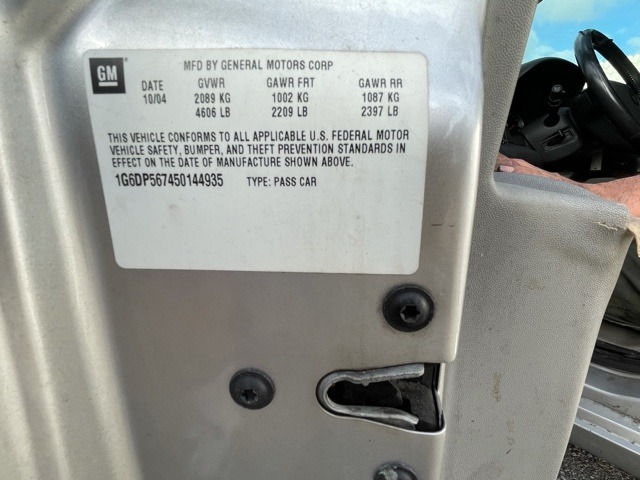 GM
MFD BY GENERAL MOTORS CORP
DATE GVWR GAWR FRT GAWR RR
10/04 2089 KG 1002 KG 1087 KG
4606 LB 2209 LB 2397 LB
THIS VEHICLE CONFORMS TO ALL APPLICABLE U.S. FEDERAL MOTOR
VEHICLE SAFETY, BUMPER, AND THEFT PREVENTION STANDARDS IN
EFFECT ON THE DATE OF MANUFACTURE SHOWN ABOVE.
1G6DP567450144935 TYPE: PASS CAR